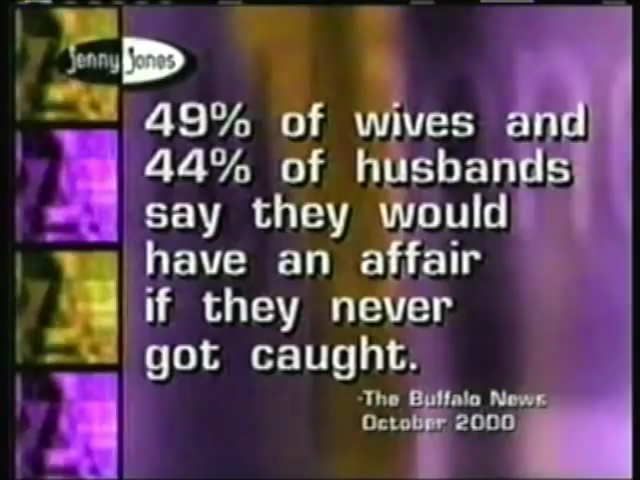 Jenny Jones
49% of wives and
44% of husbands
say they would
have an affair
if they never
got caught.
-The Buffalo News
October 2000